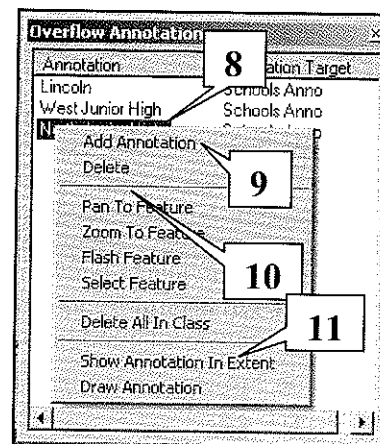 Overflow Annotation
Annotation ation Target
Lincoln Schools Anno
West Junior High Schools Anno
N
Add Annotation
Delete
Pan To Feature
Zoom To Feature
Flash Feature
Select Feature
Delete All In Class
Show Annotation In Extent
Draw Annotation
8
9
10
11